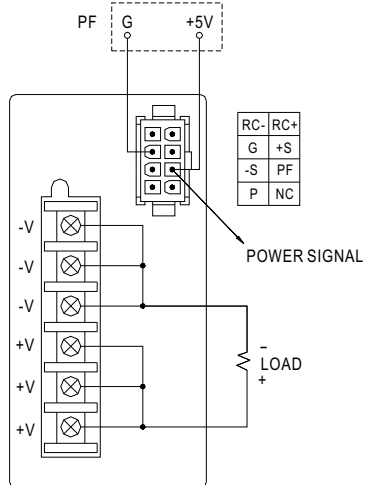 PF G +5V
RC- RC+
G +S
-S PF
P NC
POWER SIGNAL
-V
-V
-V
+V
+V
+V
-
LOAD
+